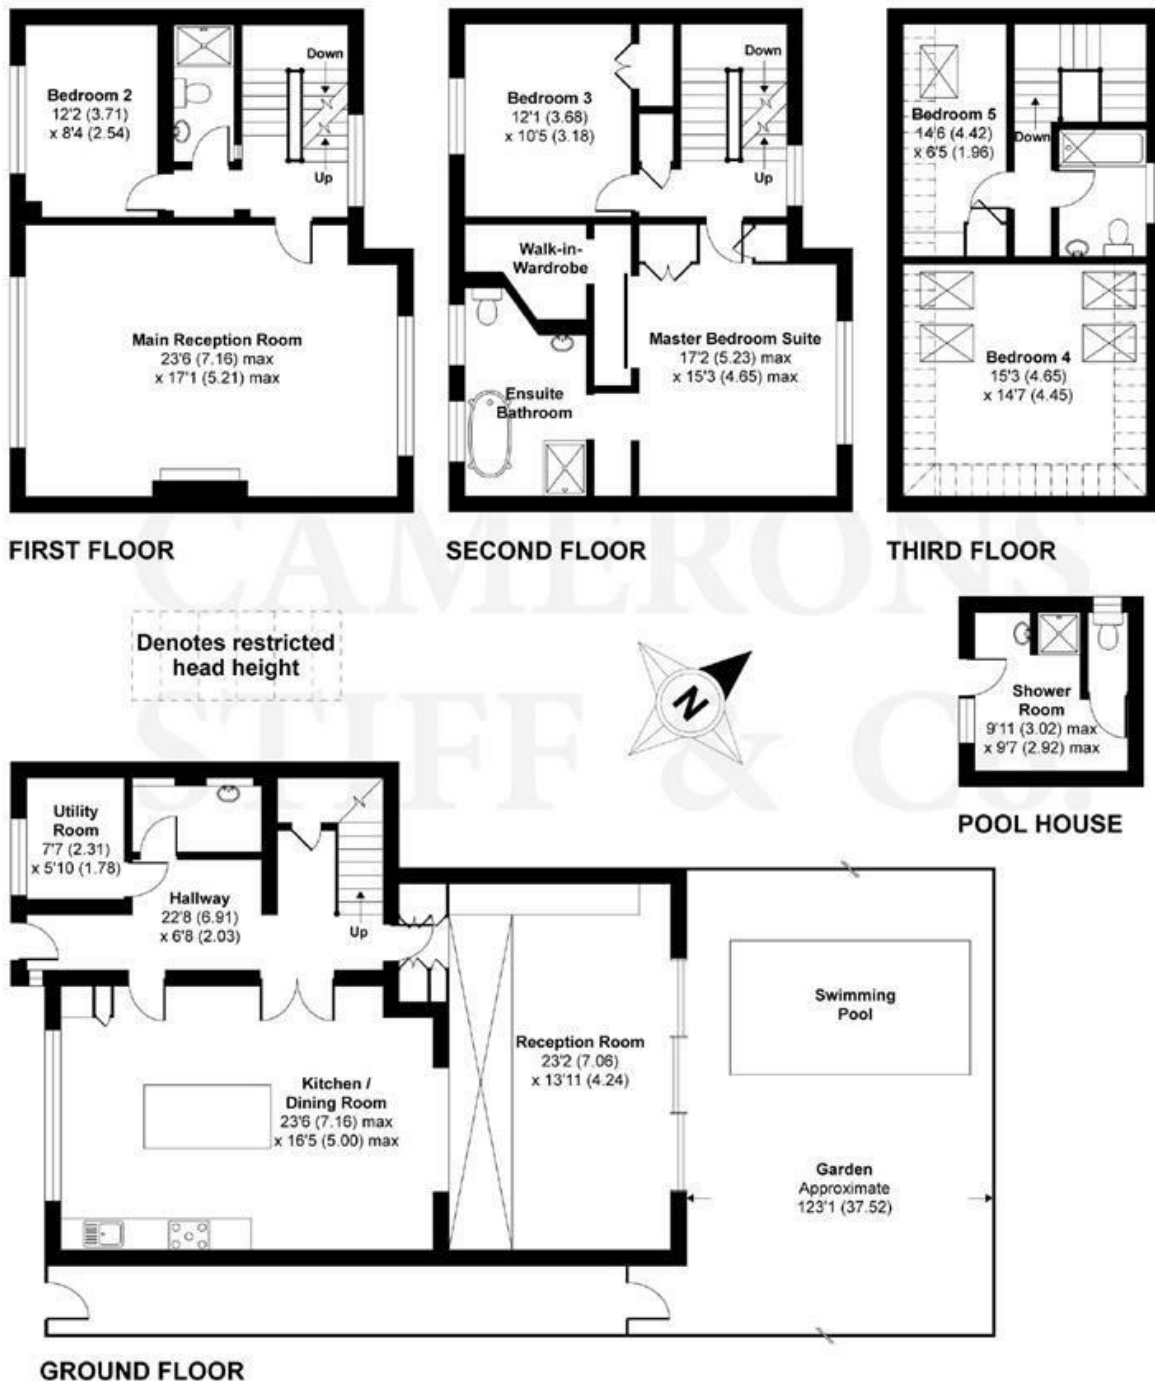 Bedroom 2
12'2 (3.71)
x 8'4 (2.54)
Down
Up
Main Reception Room
23'6 (7.16) max
x 17'1 (5.21) max
FIRST FLOOR
Bedroom 3
12'1 (3.68)
x 10'5 (3.18)
Down
Up
Walk-in-
Wardrobe
Master Bedroom Suite
17'2 (5.23) max
x 15'3 (4.65) max
Ensuite
Bathroom
SECOND FLOOR
Bedroom 5
14'6 (4.42)
x 6'5 (1.96)
Down
Bedroom 4
15'3 (4.65)
x 14'7 (4.45)
THIRD FLOOR
CAMERONS
STIFF & Co.
Denotes restricted
head height
N
Shower
Room
9'11 (3.02) max
x 9'7 (2.92) max
POOL HOUSE
Utility
Room
7'7 (2.31)
x 5'10 (1.78)
Hallway
22'8 (6.91)
x 6'8 (2.03)
Up
Kitchen /
Dining Room
23'6 (7.16) max
x 16'5 (5.00) max
Reception Room
23'2 (7.06)
x 13'11 (4.24)
Swimming
Pool
Garden
Approximate
123'1 (37.52)
GROUND FLOOR